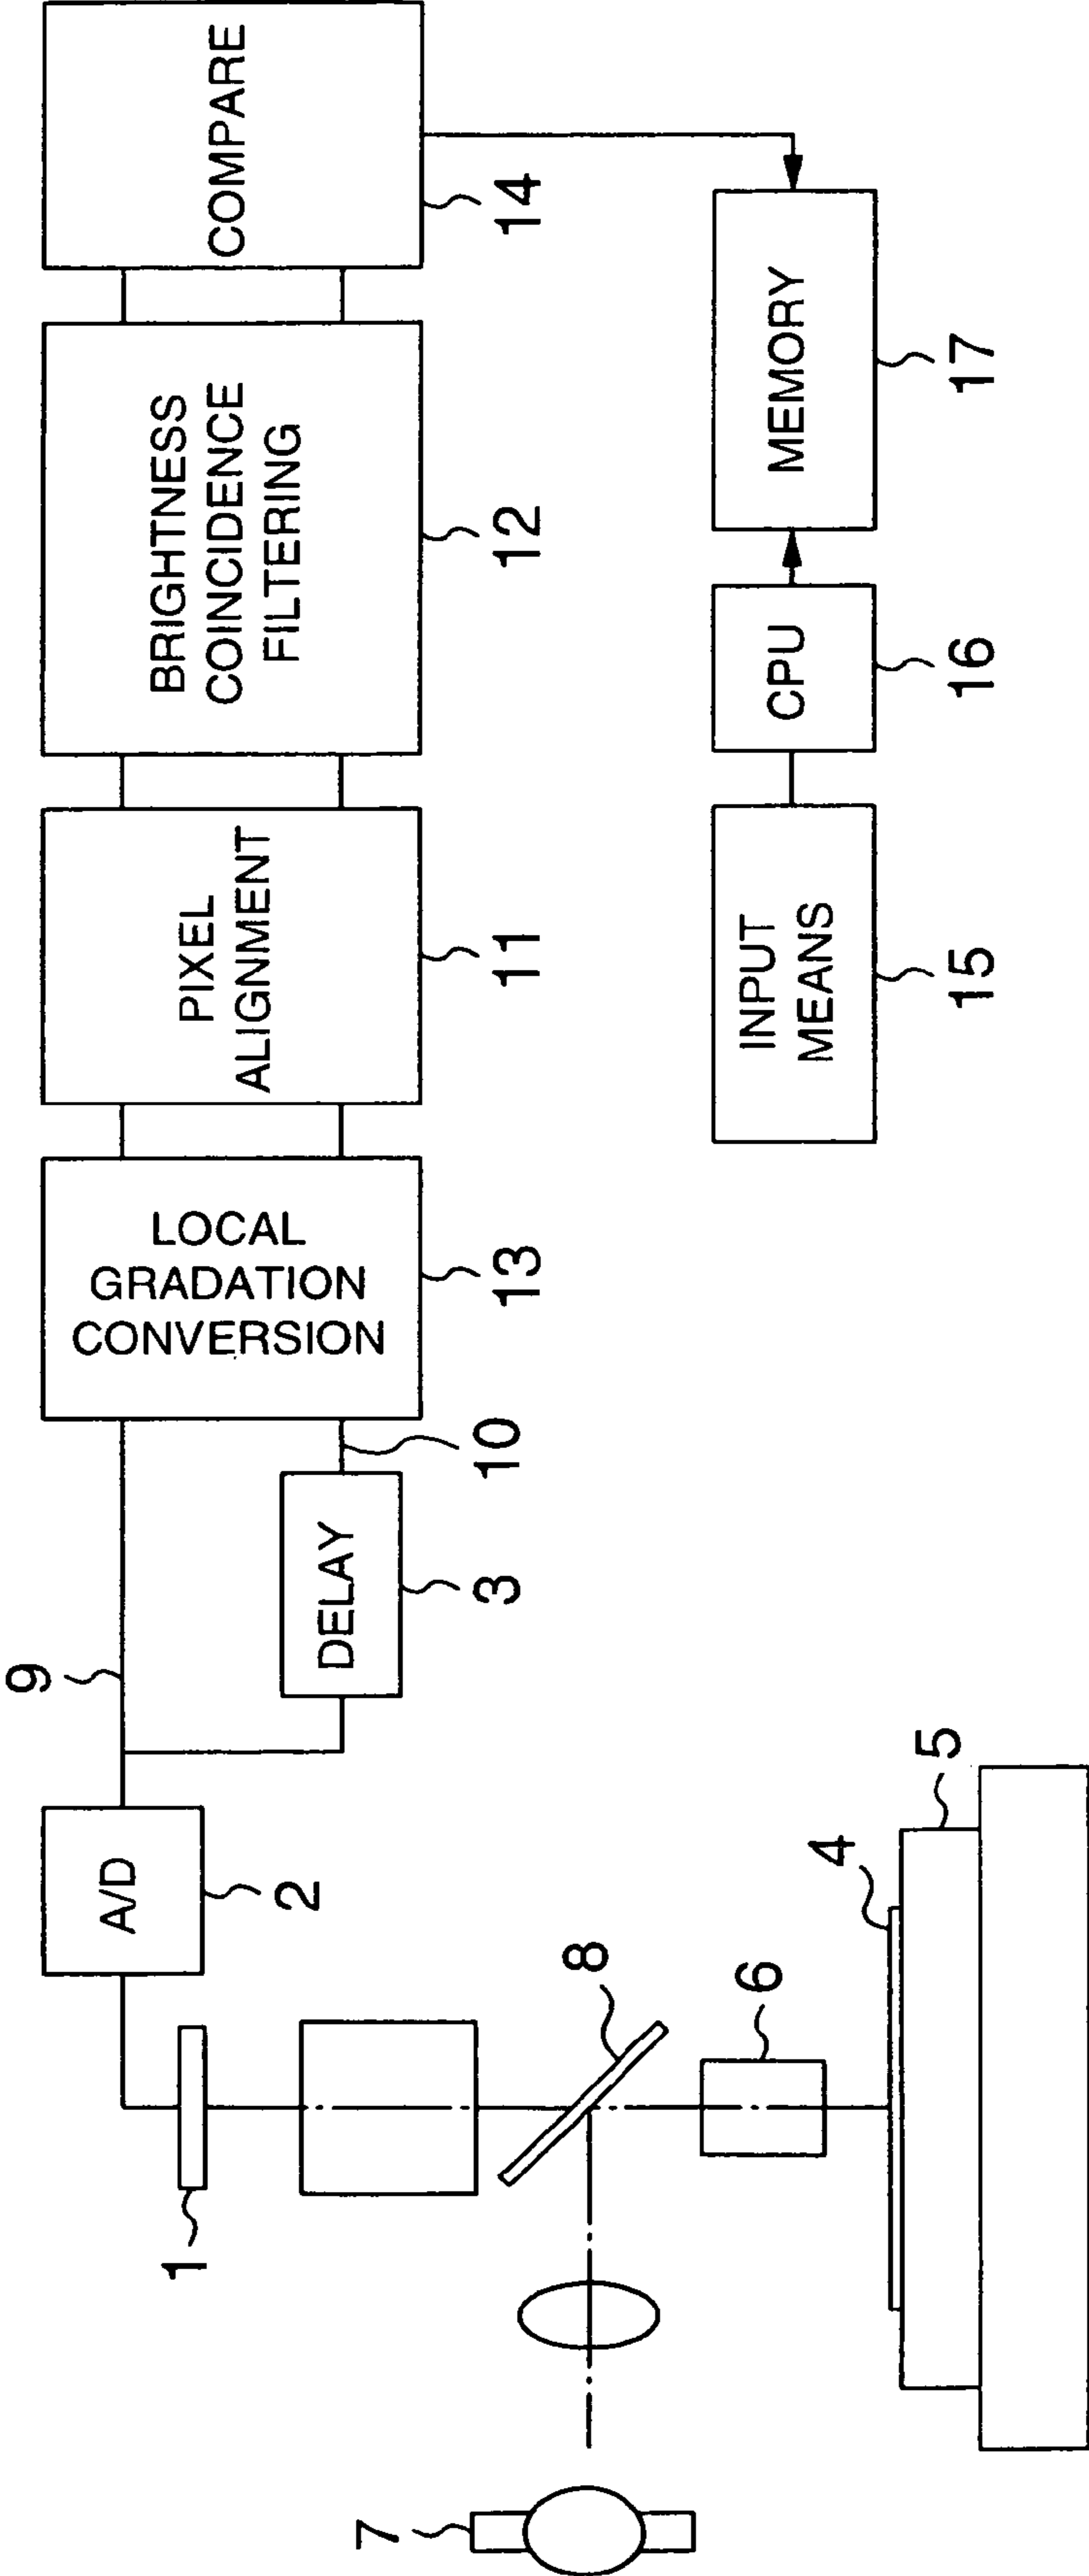 9
A/D
2
DELAY
3
10
LOCAL
GRADATION
CONVERSION
13
PIXEL
ALIGNMENT
11
BRIGHTNESS
COINCIDENCE
FILTERING
12
COMPARE
14
1
8
7
6
4
5
INPUT
MEANS
15
CPU
16
MEMORY
17